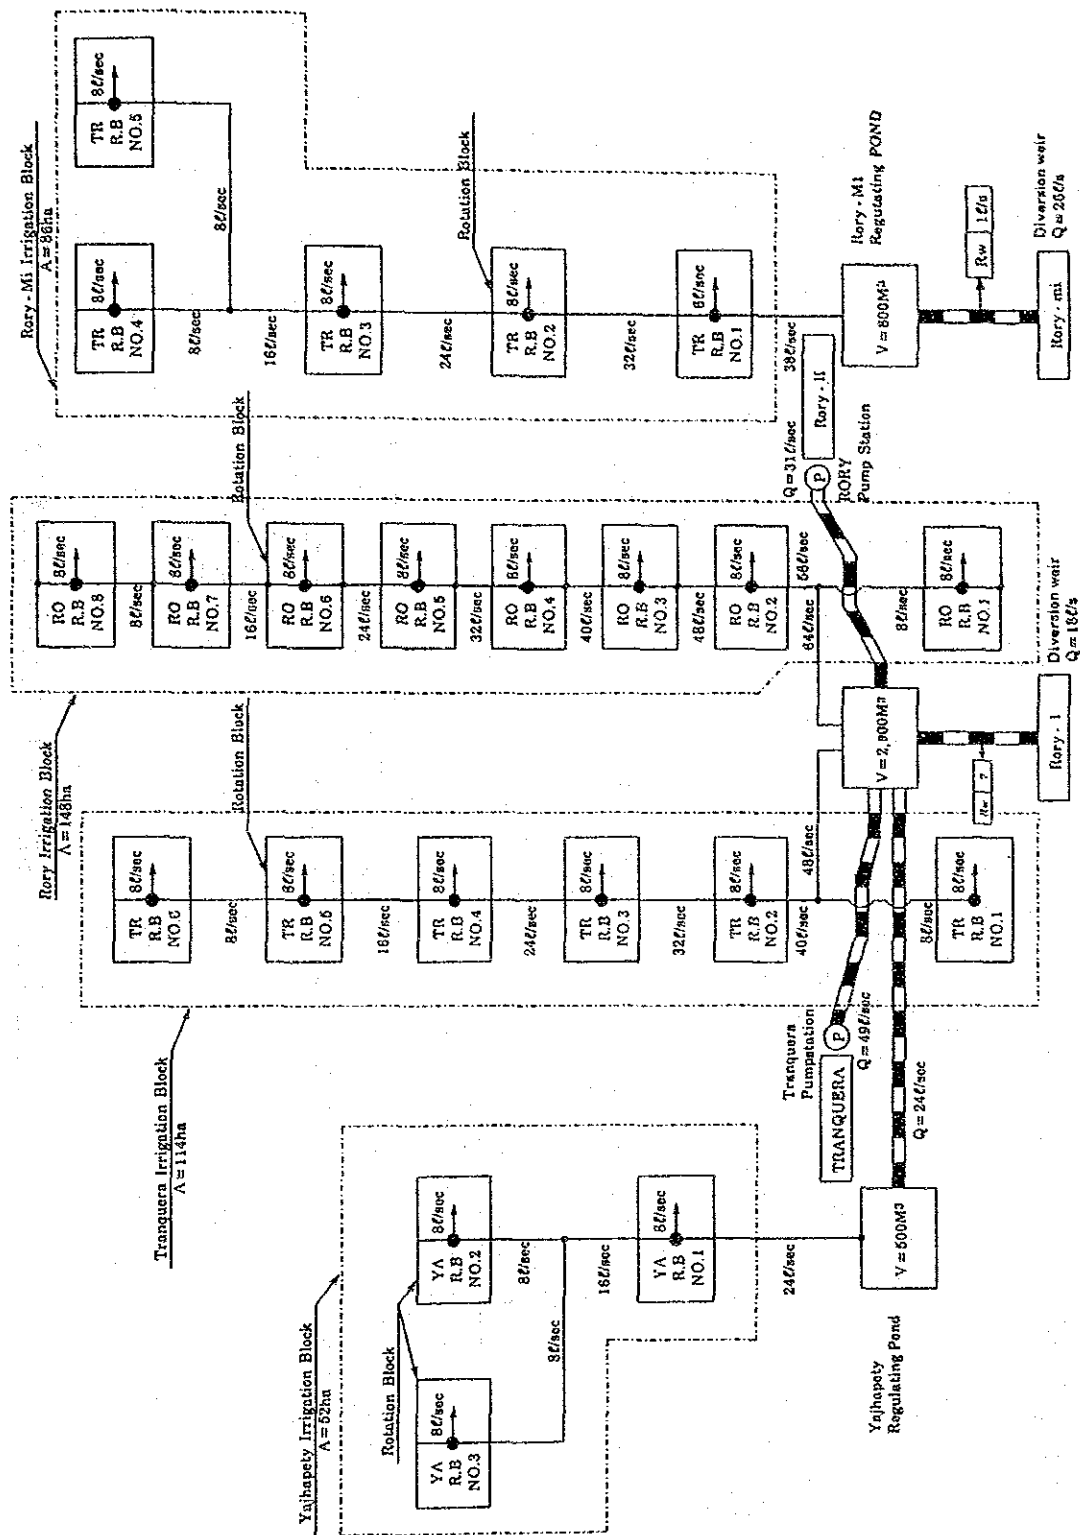 Rory - Mi Irrigation Block
A = 86ha
TR
R.B
NO.5
8ℓ/sec
TR
R.B
NO.4
8ℓ/sec
8ℓ/sec
8ℓ/sec
16ℓ/sec
TR
R.B
NO.3
8ℓ/sec
24ℓ/sec
Rotation Block
TR
R.B
NO.2
8ℓ/sec
32ℓ/sec
TR
R.B
NO.1
6ℓ/sec
38ℓ/sec
Rory - M1
Regulating POND
V = 800M³
Rw 1ℓ/s
Diversion weir
Q = 26ℓ/s
Rory - mi
Rory Irrigation Block
A = 148ha
Rotation Block
RO
R.B
NO.8
8ℓ/sec
8ℓ/sec
RO
R.B
NO.7
8ℓ/sec
16ℓ/sec
RO
R.B
NO.6
8ℓ/sec
24ℓ/sec
RO
R.B
NO.5
8ℓ/sec
32ℓ/sec
RO
R.B
NO.4
8ℓ/sec
40ℓ/sec
RO
R.B
NO.3
8ℓ/sec
48ℓ/sec
RO
R.B
NO.2
8ℓ/sec
58ℓ/sec
64ℓ/sec
8ℓ/sec
RO
R.B
NO.1
8ℓ/sec
Q = 31ℓ/sec
Rory - II
P
RORY
Pump Station
V = 2,900M³
Diversion weir
Q = 18ℓ/s
Rory - 1
Rw 7
Tranquera Irrigation Block
A = 114ha
Rotation Block
TR
R.B
NO.6
8ℓ/sec
8ℓ/sec
TR
R.B
NO.5
8ℓ/sec
16ℓ/sec
TR
R.B
NO.4
8ℓ/sec
24ℓ/sec
TR
R.B
NO.3
8ℓ/sec
32ℓ/sec
TR
R.B
NO.2
8ℓ/sec
40ℓ/sec
48ℓ/sec
8ℓ/sec
TR
R.B
NO.1
8ℓ/sec
Tranquera
Pumpstation
TRANQUERA
P
Q = 49ℓ/sec
Q = 24ℓ/sec
Yajhapety Irrigation Block
A = 52ha
Rotation Block
YA
R.B
NO.3
8ℓ/sec
YA
R.B
NO.2
8ℓ/sec
8ℓ/sec
8ℓ/sec
16ℓ/sec
YA
R.B
NO.1
8ℓ/sec
24ℓ/sec
V = 500M³
Yajhapety
Regulating Pond